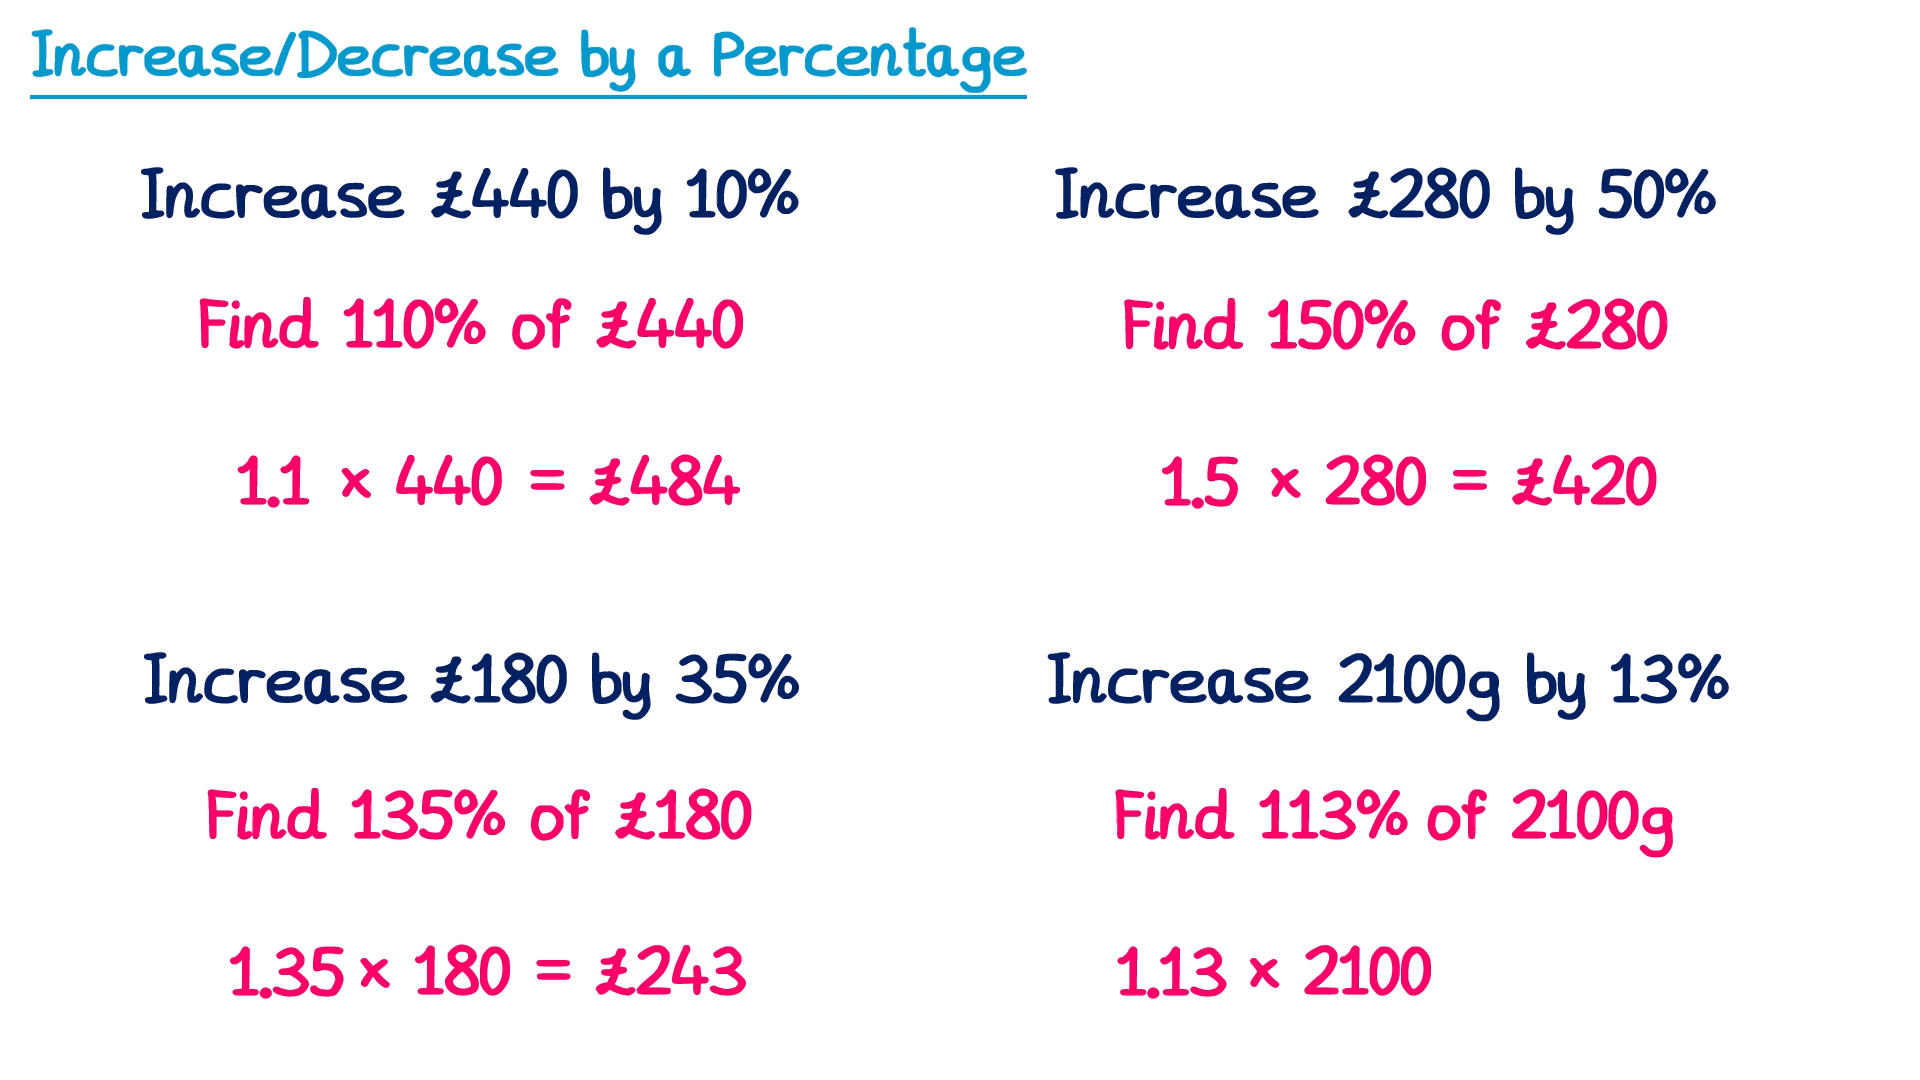 Increase/Decrease by a Percentage
Increase £440 by 10%
Find 110% of £440
1.1 × 440 = £484
Increase £280 by 50%
Find 150% of £280
1.5 × 280 = £420
Increase £180 by 35%
Find 135% of £180
1.35 × 180 = £243
Increase 2100g by 13%
Find 113% of 2100g
1.13 × 2100